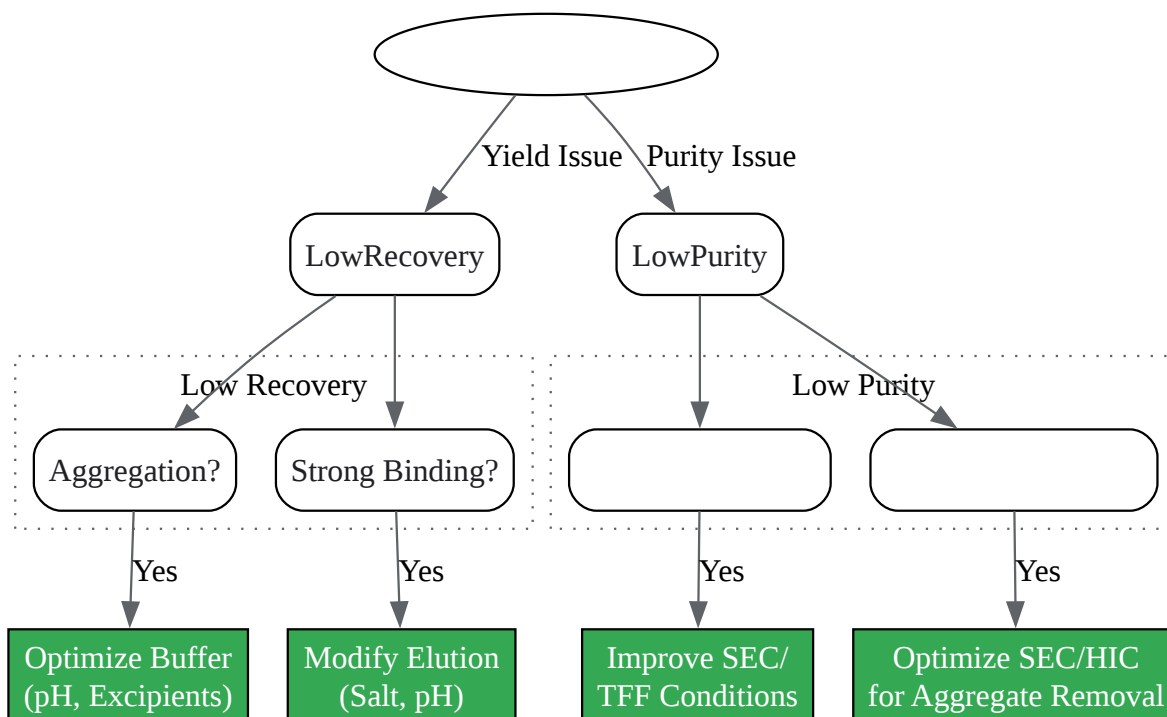 Yield Issue
Purity Issue
LowRecovery
LowPurity
Low Recovery
Low Purity
Aggregation?
Strong Binding?
Yes
Yes
Yes
Yes
Optimize Buffer
(pH, Excipients)
Modify Elution
(Salt, pH)
Improve SEC/
TFF Conditions
Optimize SEC/HIC
for Aggregate Removal